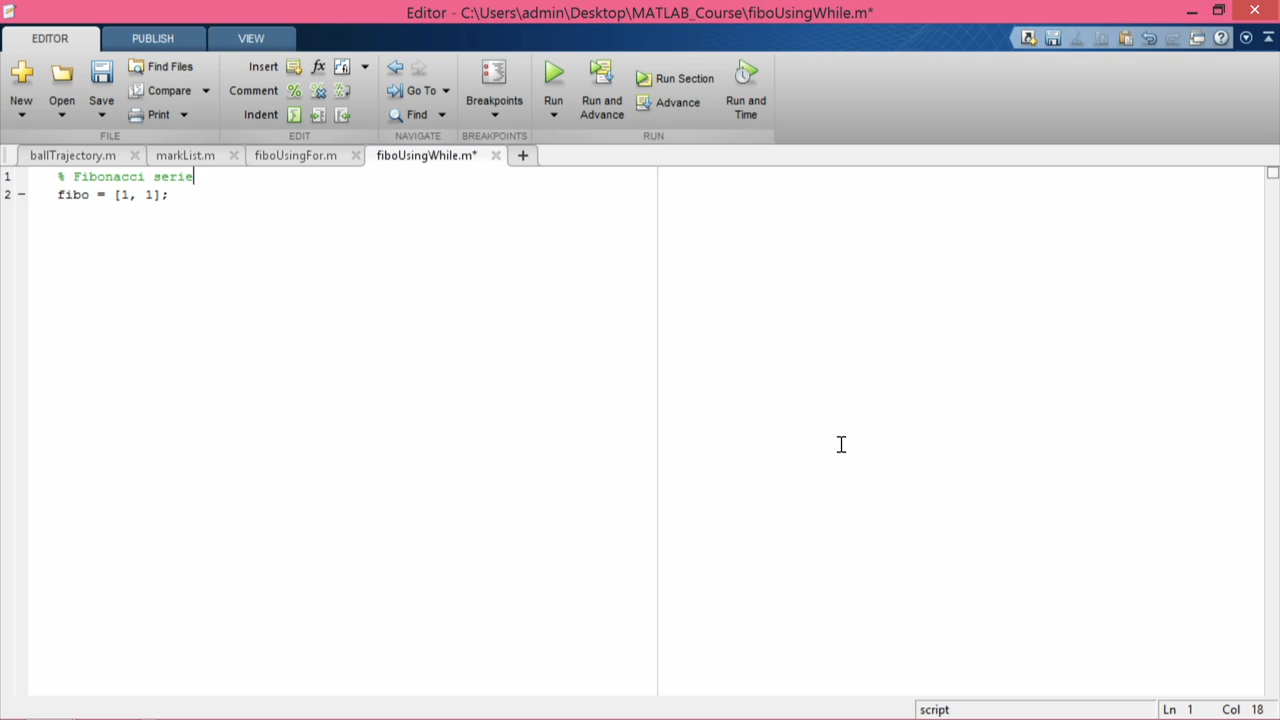 Editor - C:\Users\admin\Desktop\MATLAB_Course\fiboUsingWhile.m*
EDITOR PUBLISH VIEW
New Open Save Find Files Compare Print
Insert Comment Indent
Go To Find
Breakpoints
Run Run and Advance Run Section Advance Run and Time
FILE EDIT NAVIGATE BREAKPOINTS RUN
ballTrajectory.m markList.m fiboUsingFor.m fiboUsingWhile.m*
1 % Fibonacci serie
2 – fibo = [1, 1];
script Ln 1 Col 18